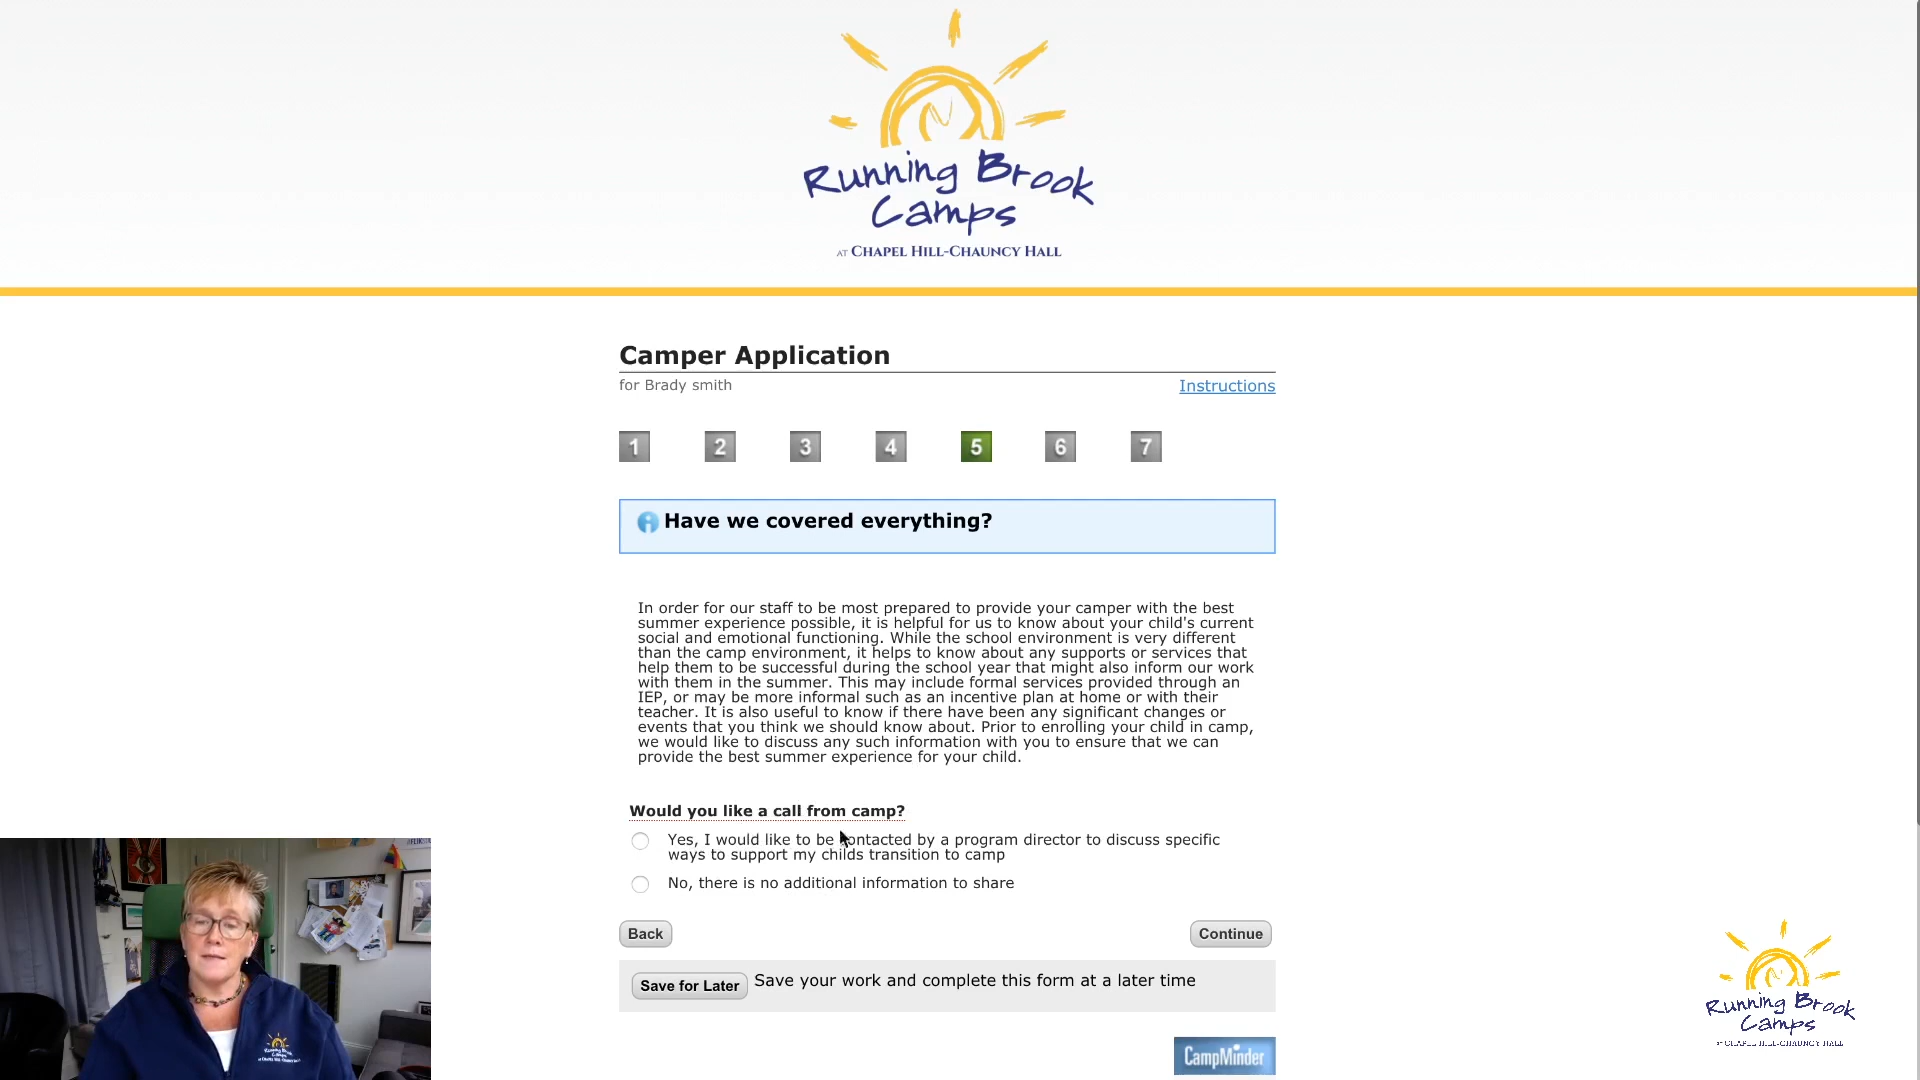 Running Brook
Camps
AT CHAPEL HILL-CHAUNCY HALL
Camper Application
for Brady smith
Instructions
1 2 3 4 5 6 7
Have we covered everything?
In order for our staff to be most prepared to provide your camper with the best
summer experience possible, it is helpful for us to know about your child's current
social and emotional functioning. While the school environment is very different
than the camp environment, it helps to know about any supports or services that
help them to be successful during the school year that might also inform our work
with them in the summer. This may include formal services provided through an
IEP, or may be more informal such as an incentive plan at home or with their
teacher. It is also useful to know if there have been any significant changes or
events that you think we should know about. Prior to enrolling your child in camp,
we would like to discuss any such information with you to ensure that we can
provide the best summer experience for your child.
Would you like a call from camp?
Yes, I would like to be contacted by a program director to discuss specific
ways to support my childs transition to camp
No, there is no additional information to share
Back
Continue
Save for Later
Save your work and complete this form at a later time
CampMinder
Running Brook
Camps
AT CHAPEL HILL-CHAUNCY HALL
Running Brook
Camps